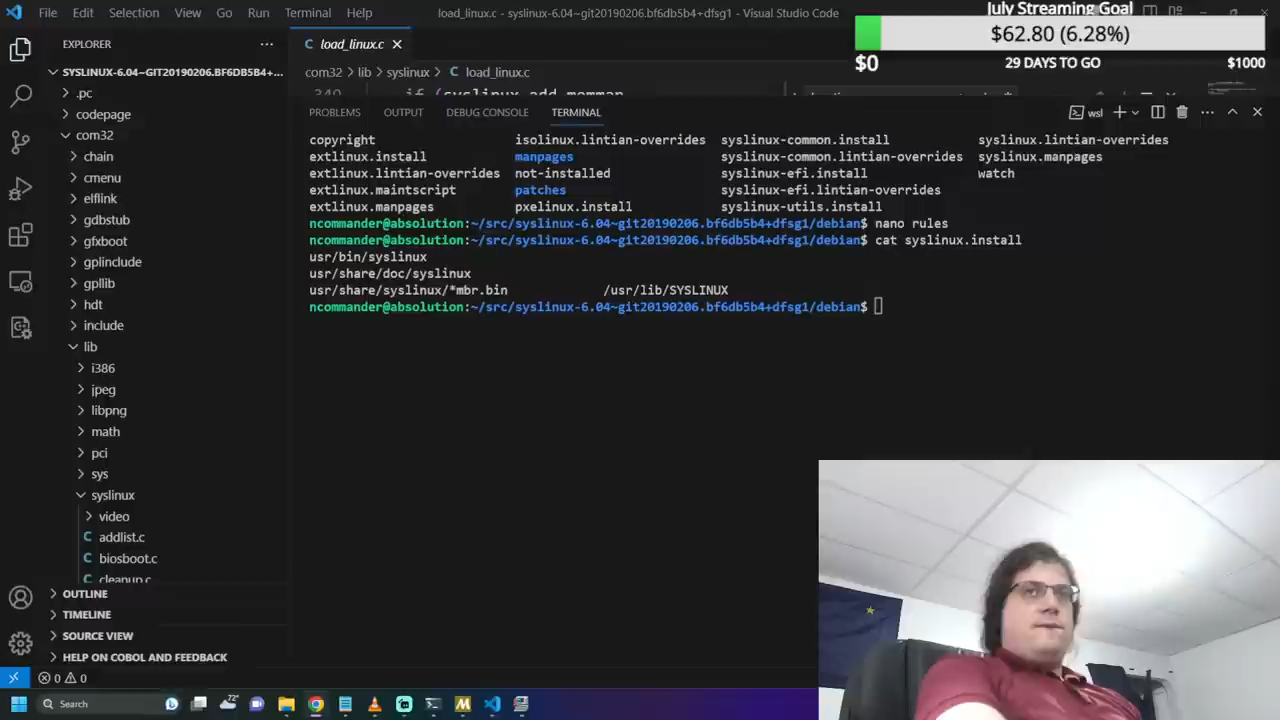 File Edit Selection View Go Run Terminal Help
load_linux.c - syslinux-6.04~git20190206.bf6db5b4+dfsg1 - Visual Studio Code
July Streaming Goal
$62.80 (6.28%)
$0 29 DAYS TO GO $1000
EXPLORER
SYSLINUX-6.04~GIT20190206.BF6DB5B4+...
.pc
codepage
com32
chain
cmenu
elflink
gdbstub
gfxboot
gplinclude
gpllib
hdt
include
lib
i386
jpeg
libpng
math
pci
sys
syslinux
video
addlist.c
biosboot.c
cleanup.c
OUTLINE
TIMELINE
SOURCE VIEW
HELP ON COBOL AND FEEDBACK
load_linux.c
com32 > lib > syslinux > load_linux.c
340 if (syslinux_add_memmap
PROBLEMS OUTPUT DEBUG CONSOLE TERMINAL
wsl
copyright isolinux.lintian-overrides syslinux-common.install syslinux.lintian-overrides
extlinux.install manpages syslinux-common.lintian-overrides syslinux.manpages
extlinux.lintian-overrides not-installed syslinux-efi.install watch
extlinux.maintscript patches syslinux-efi.lintian-overrides
extlinux.manpages pxelinux.install syslinux-utils.install
ncommander@absolution:~/src/syslinux-6.04~git20190206.bf6db5b4+dfsg1/debian$ nano rules
ncommander@absolution:~/src/syslinux-6.04~git20190206.bf6db5b4+dfsg1/debian$ cat syslinux.install
usr/bin/syslinux
usr/share/doc/syslinux
usr/share/syslinux/*mbr.bin /usr/lib/SYSLINUX
ncommander@absolution:~/src/syslinux-6.04~git20190206.bf6db5b4+dfsg1/debian$
0 0
Search
72°